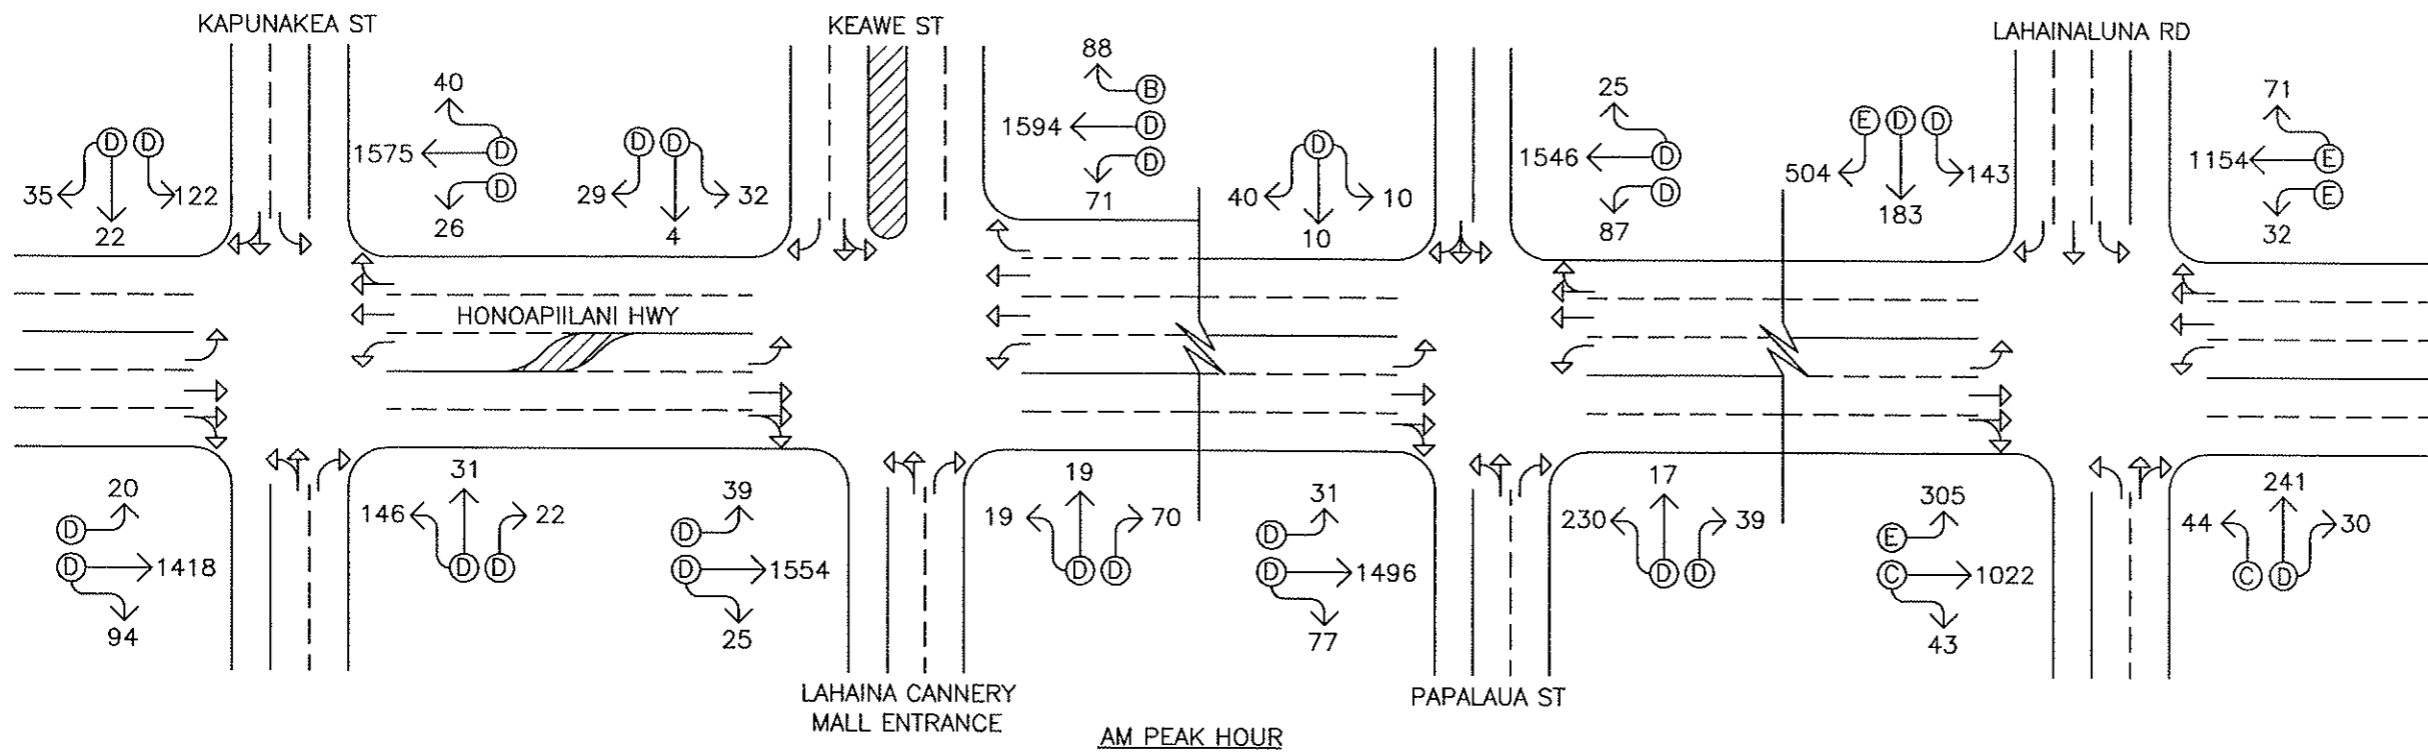 KAPUNAKEA ST
KEAWE ST
LAHAINALUNA RD
35
D
D
22
122
40
1575
D
D
26
29
D
D
4
32
88
1594
B
D
D
71
40
D
10
10
25
1546
D
D
87
504
E
D
D
183
143
71
1154
E
E
32
HONOAPIILANI HWY
20
D
D
1418
94
146
31
22
D
D
39
D
D
1554
25
19
19
70
D
D
31
D
D
1496
77
230
17
39
D
D
305
E
C
1022
43
44
241
30
C
D
LAHAINA CANNERY
MALL ENTRANCE
PAPALAUA ST
AM PEAK HOUR